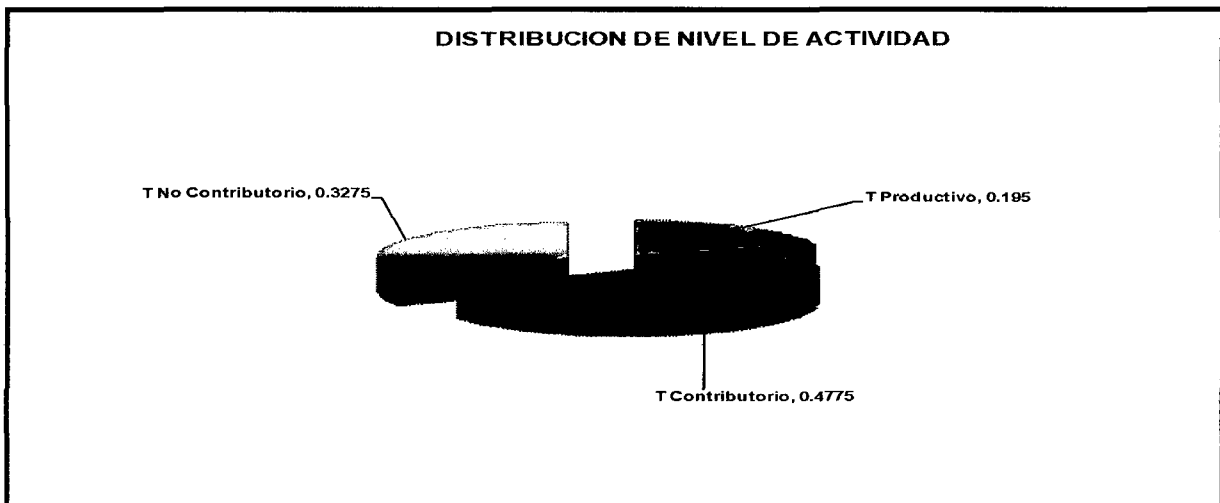 DISTRIBUCION DE NIVEL DE ACTIVIDAD
T No Contributorio, 0.3275
T Productivo, 0.195
T Contributorio, 0.4775